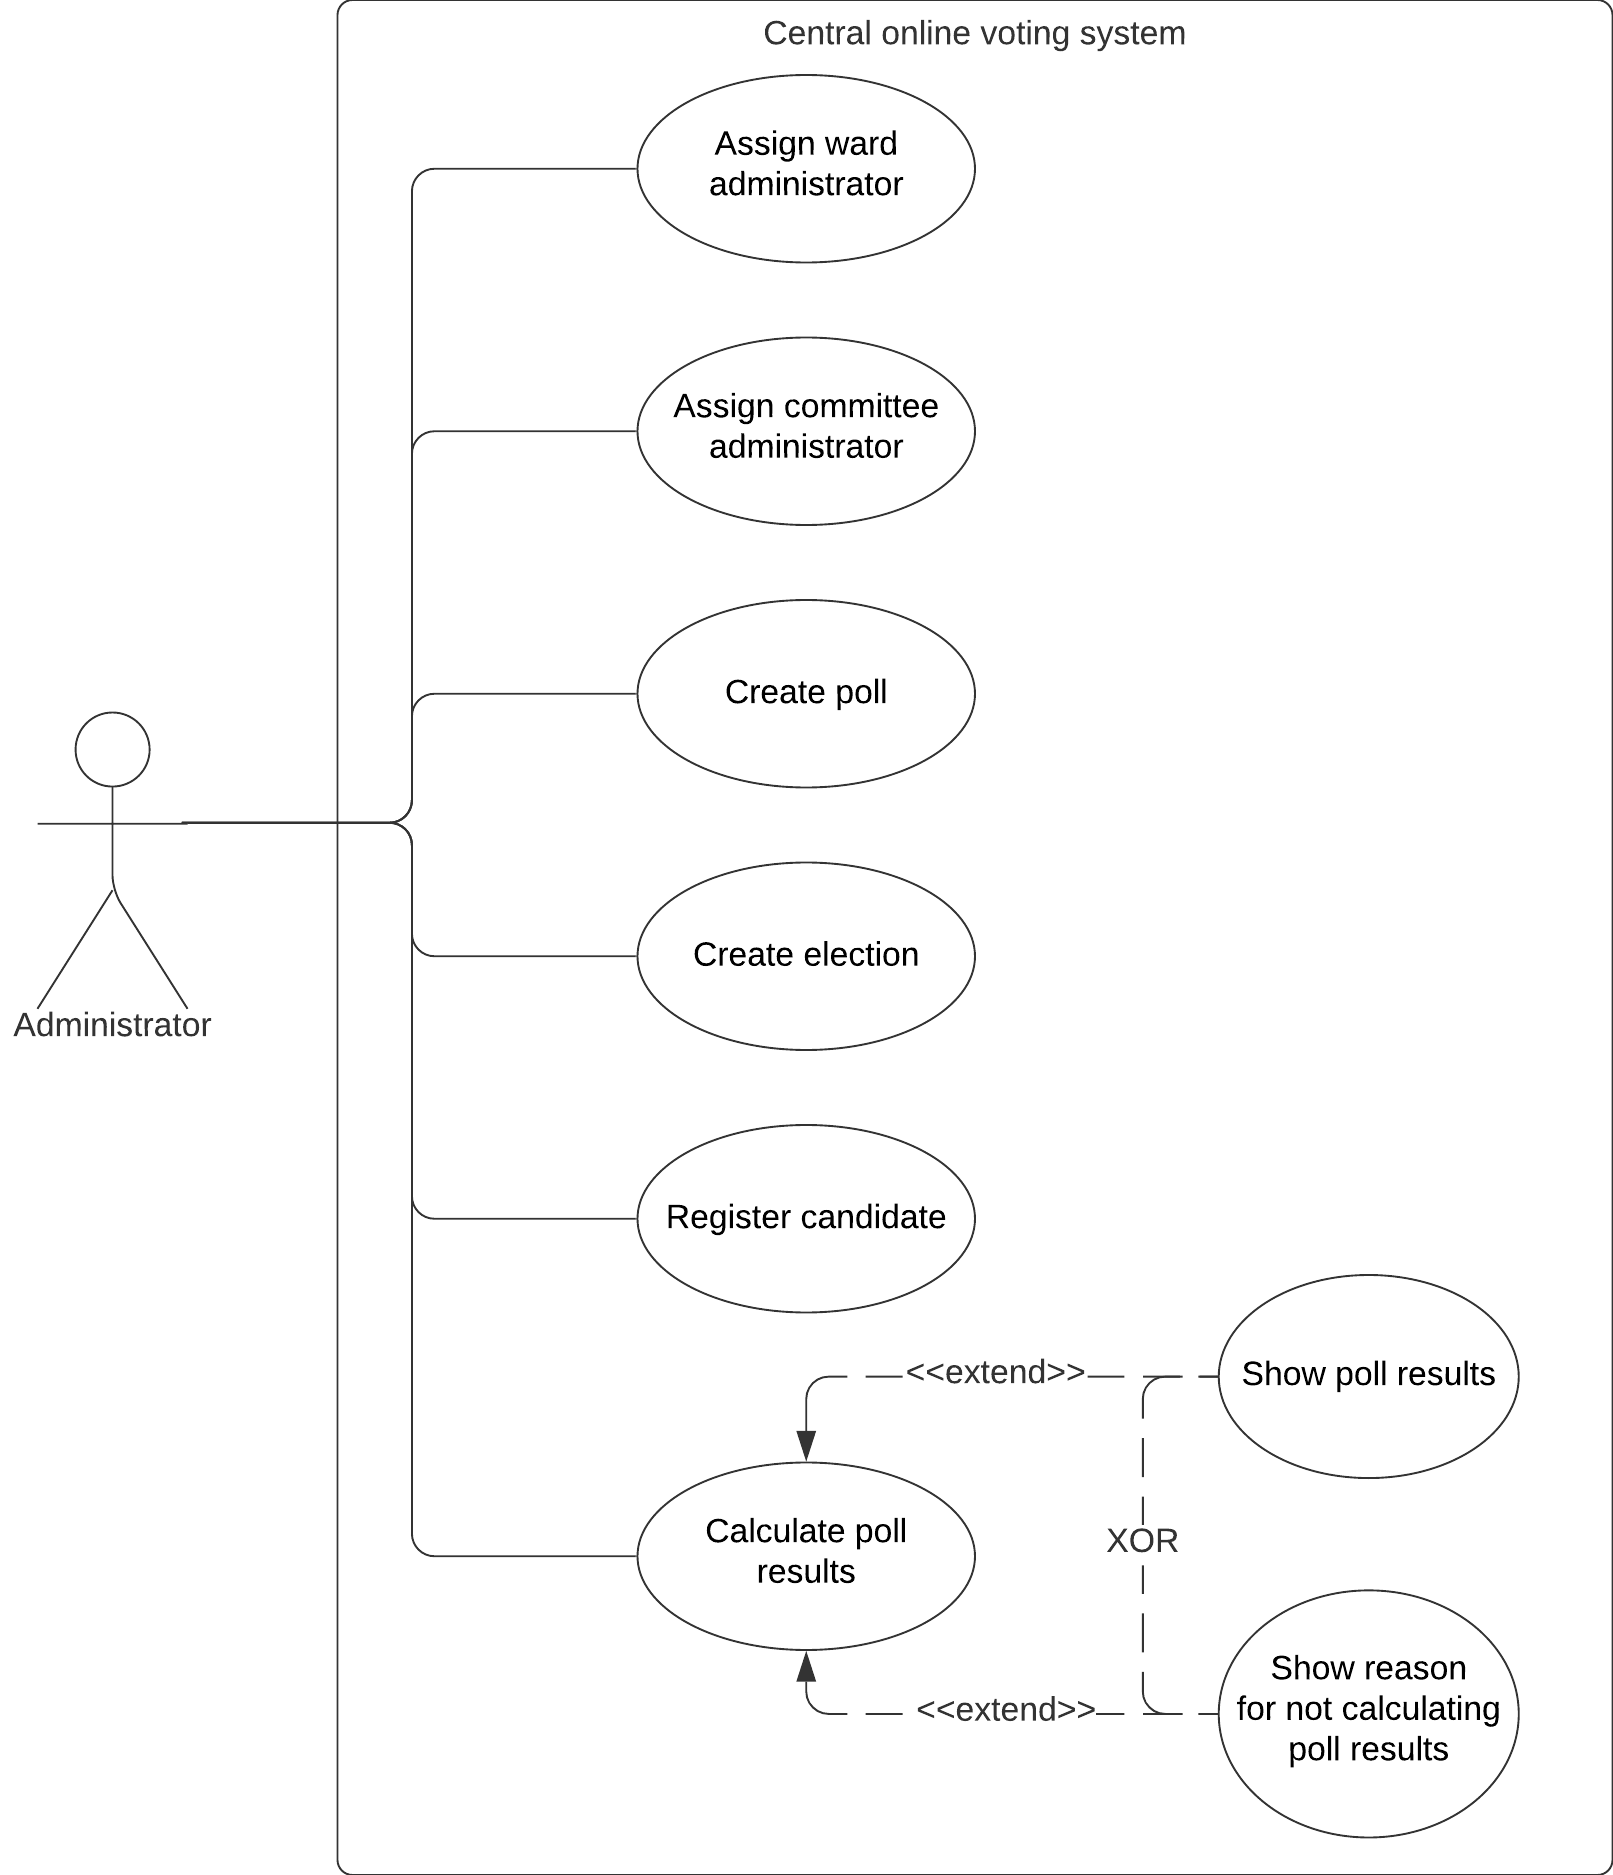 Central online voting system
Assign ward
administrator
Assign committee
administrator
Create poll
Administrator
Create election
Register candidate
<<extend>>
Show poll results
Calculate poll
results
XOR
<<extend>>
Show reason
for not calculating
poll results